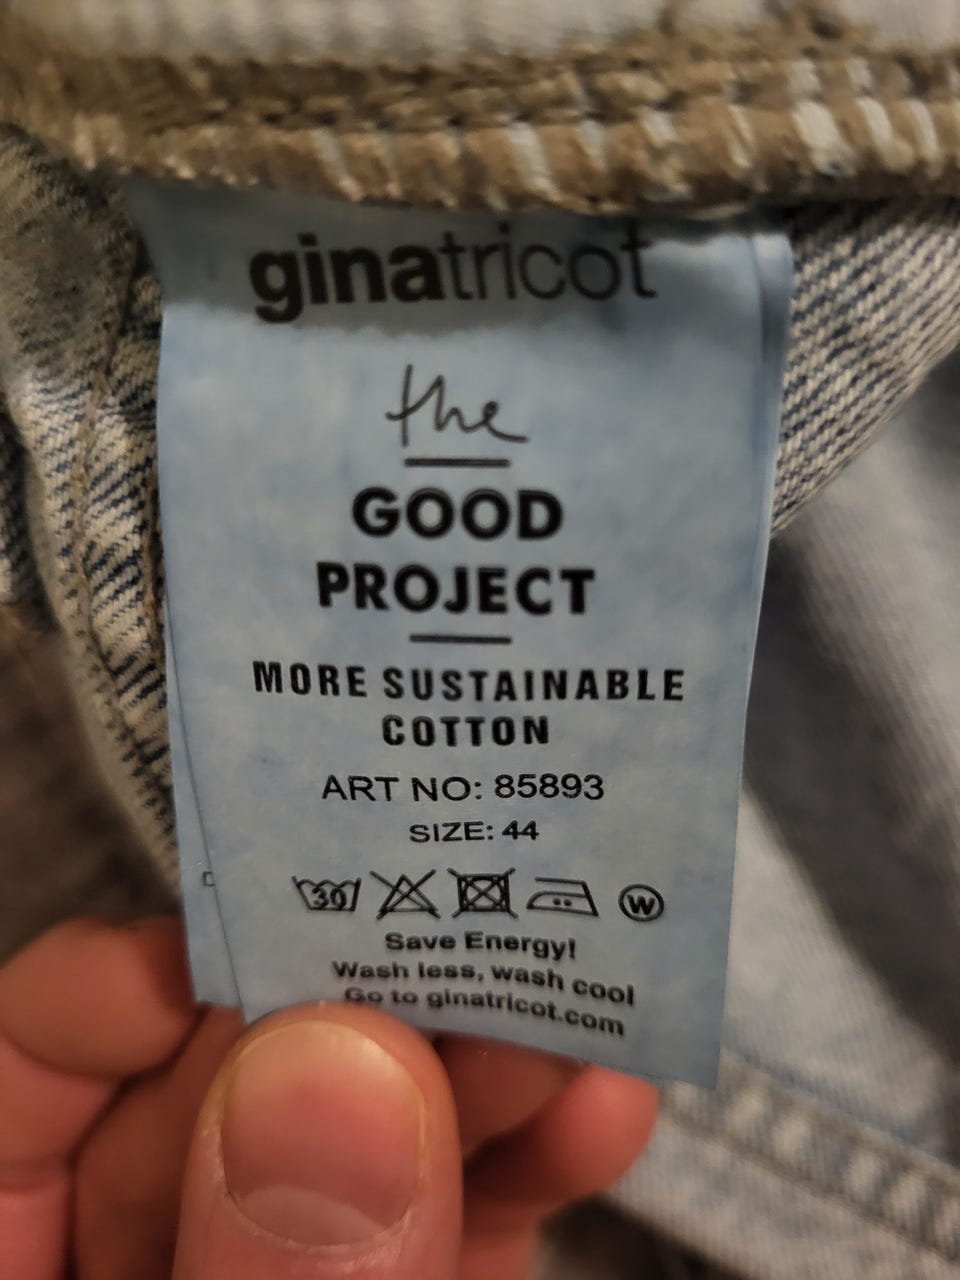 ginatricot
the
GOOD
PROJECT
MORE SUSTAINABLE
COTTON
ART NO: 85893
SIZE: 44
30 W
Save Energy!
Wash less, wash cool
Go to ginatricot.com